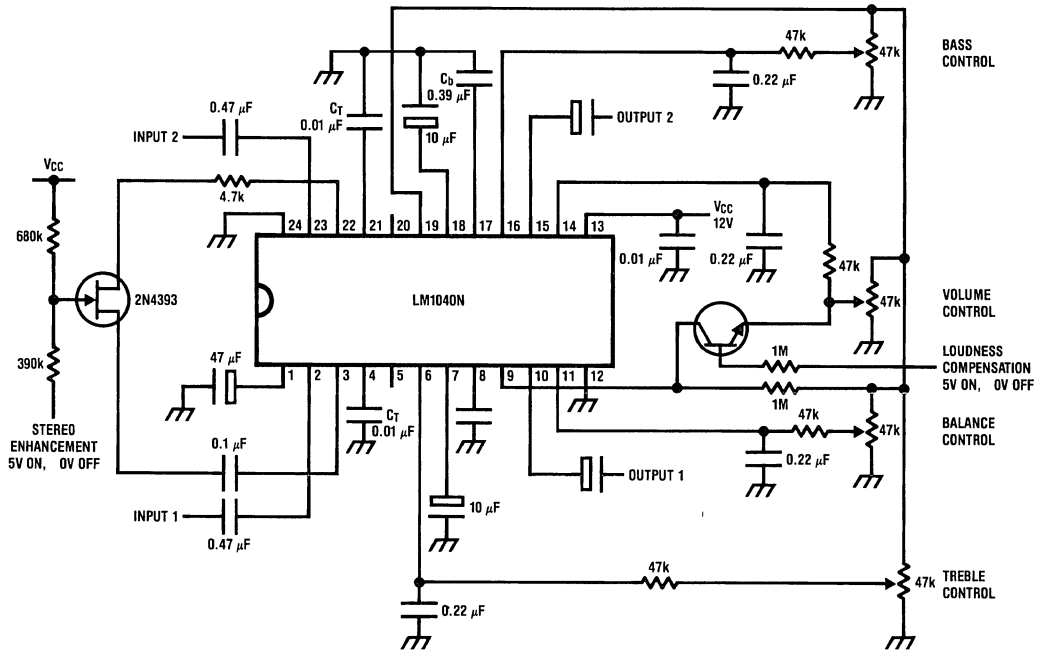 47k
47k
BASS
CONTROL
C_b
0.39 µF
0.22 µF
0.47 µF
C_T
0.01 µF
INPUT 2
10 µF
OUTPUT 2
V_CC
4.7k
24 23 22 21 20 19 18 17 16 15 14 13
V_CC
12V
680k
0.01 µF
0.22 µF
47k
2N4393
LM1040N
47k
VOLUME
CONTROL
390k
47 µF
1M
LOUDNESS
COMPENSATION
5V ON, 0V OFF
1 2 3 4 5 6 7 8 9 10 11 12
1M
C_T
0.01 µF
47k
47k
BALANCE
CONTROL
STEREO
ENHANCEMENT
5V ON, 0V OFF
0.1 µF
0.22 µF
OUTPUT 1
INPUT 1
0.47 µF
10 µF
47k
47k
TREBLE
CONTROL
0.22 µF